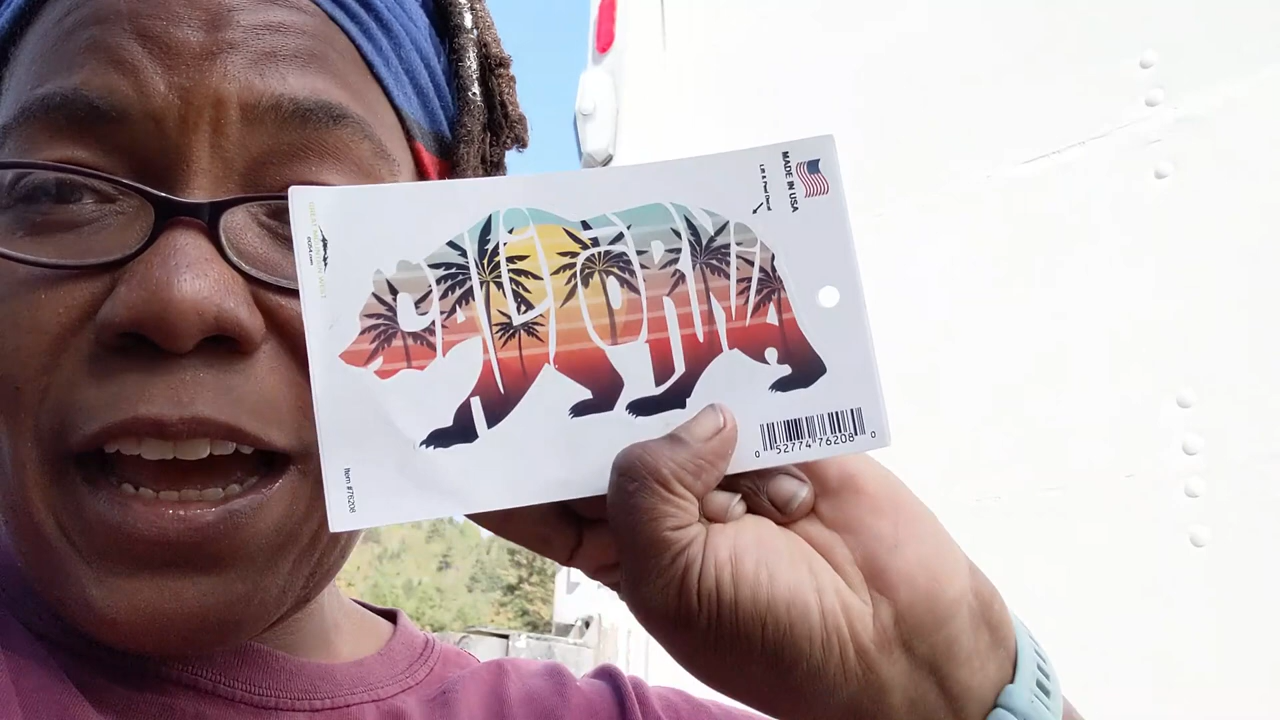 CALIFORNIA
MADE IN USA
Lift & Peel Decal
Item #76208
0 52774 76208 0